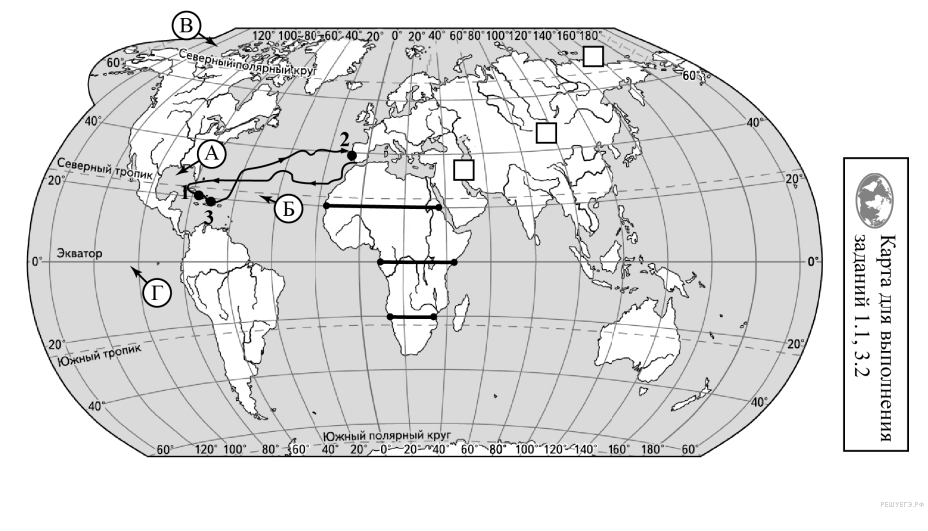 В
120° 100° 80° 60° 40° 20° 0° 20° 40° 60° 80° 100° 120° 140° 160° 180°
60°
Северный полярный круг
60°
40°
2
40°
А
Северный тропик
20°
1
20°
Б
3
Экватор
0°
0°
Г
20°
20°
Южный тропик
40°
40°
Южный полярный круг
60° 120° 100° 80° 60° 40° 20° 0° 20° 40° 60° 80° 100° 120° 140° 160° 180° 60°
Карта для выполнения
заданий 1.1, 3.2
РЕШУЕГЭ.РФ